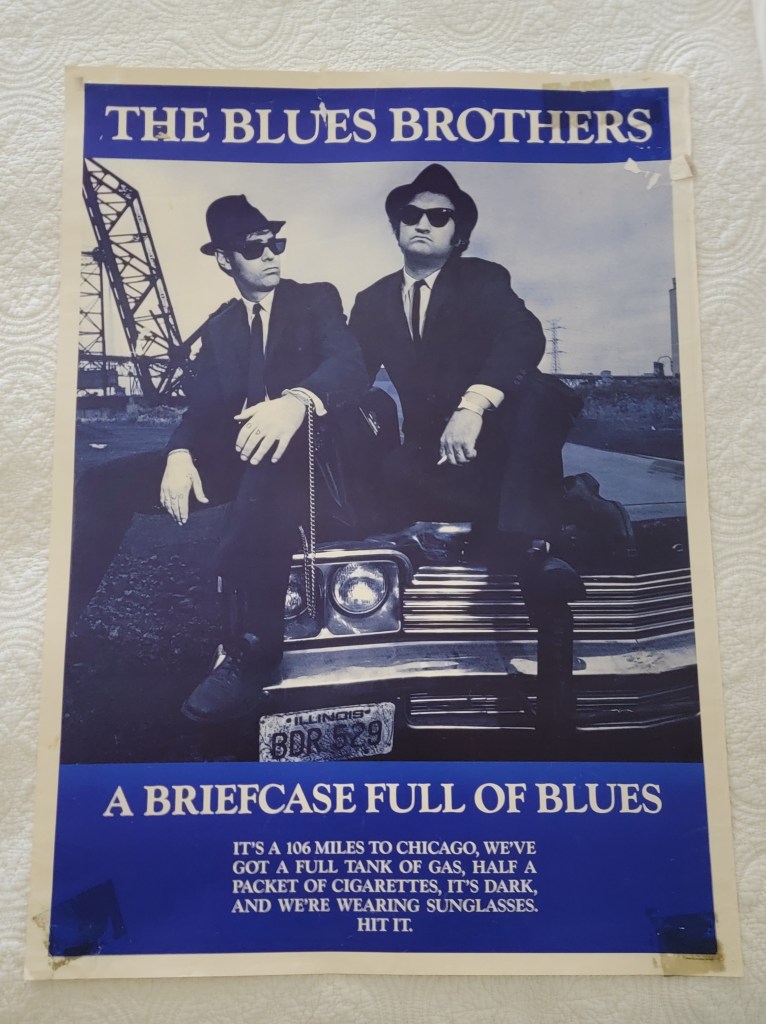 THE BLUES BROTHERS
ILLINOIS
BDR 529
A BRIEFCASE FULL OF BLUES
IT'S A 106 MILES TO CHICAGO, WE'VE
GOT A FULL TANK OF GAS, HALF A
PACKET OF CIGARETTES, IT'S DARK,
AND WE'RE WEARING SUNGLASSES.
HIT IT.